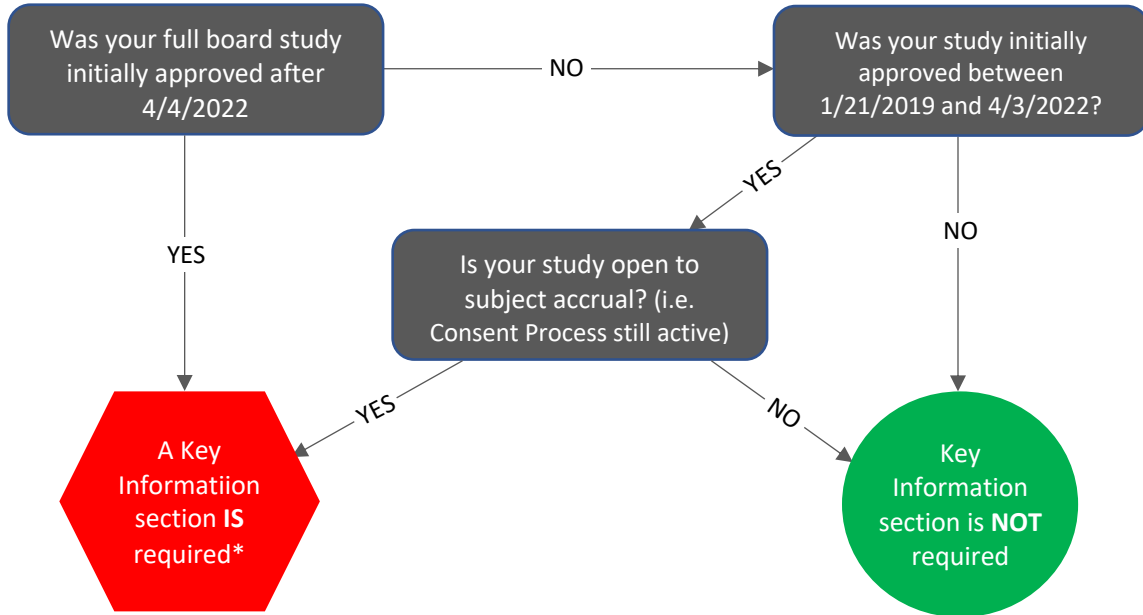 Was your full board study
initially approved after
4/4/2022
NO
Was your study initially
approved between
1/21/2019 and 4/3/2022?
YES
YES
NO
Is your study open to
subject accrual? (i.e.
Consent Process still active)
YES
NO
A Key
Informatiion
section IS
required*
Key
Information
section is NOT
required